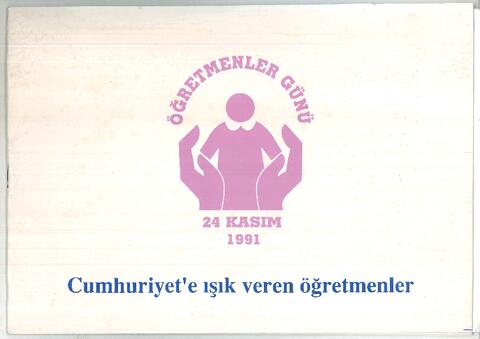 ÖĞRETMENLER GÜNÜ
24 KASIM
1991
Cumhuriyet'e ışık veren öğretmenler